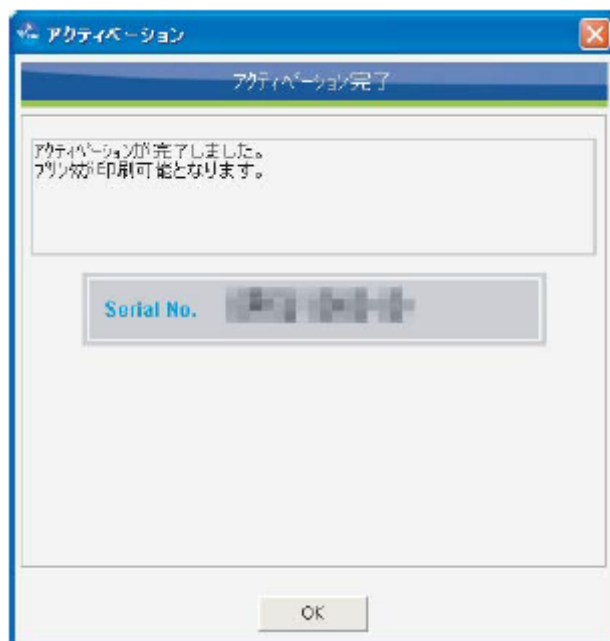 アクティベーション
アクティベーション完了
アクティベーションが完了しました。
プリンタが印刷可能となります。
Serial No.
OK